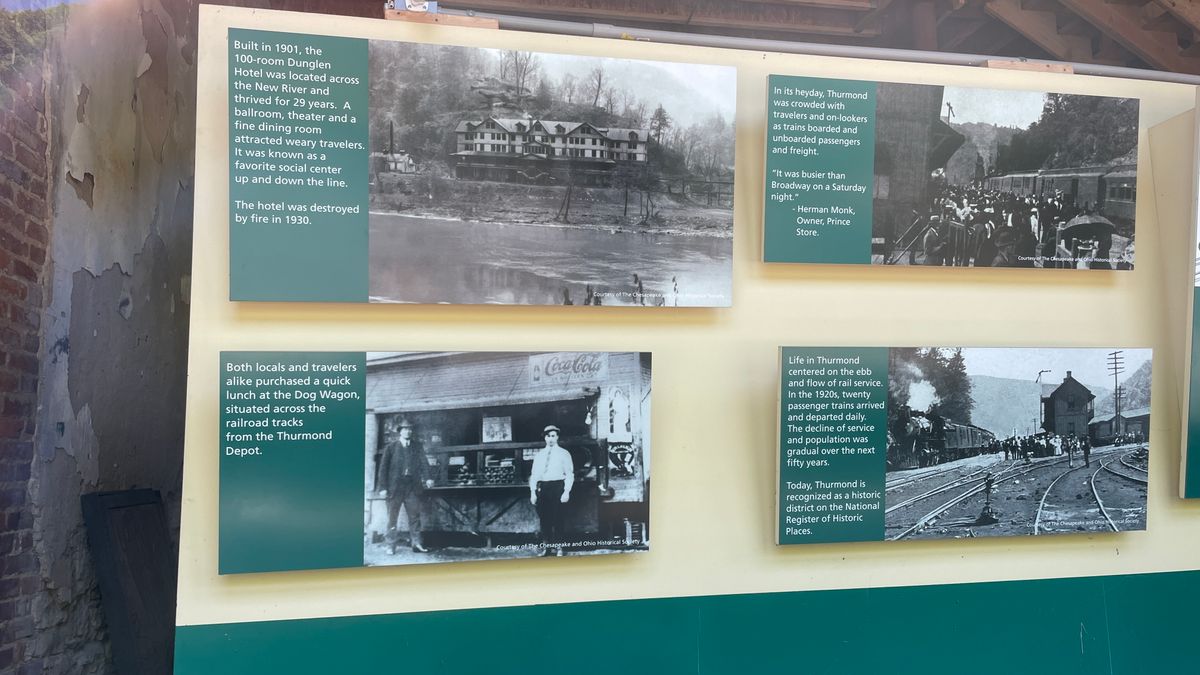 Built in 1901, the
100-room Dunglen
Hotel was located across
the New River and
thrived for 29 years.  A
ballroom, theater and a
fine dining room
attracted weary travelers.
It was known as a
favorite social center
up and down the line.
The hotel was destroyed
by fire in 1930.
Courtesy of The Chesapeake and Ohio Historical Society
In its heyday, Thurmond
was crowded with
travelers and on-lookers
as trains boarded and
unboarded passengers
and freight.
"It was busier than
Broadway on a Saturday
night."
- Herman Monk,
Owner, Prince
Store.
Courtesy of The Chesapeake and Ohio Historical Society
Both locals and travelers
alike purchased a quick
lunch at the Dog Wagon,
situated across the
railroad tracks
from the Thurmond
Depot.
Coca-Cola
Courtesy of The Chesapeake and Ohio Historical Society
Life in Thurmond
centered on the ebb
and flow of rail service.
In the 1920s, twenty
passenger trains arrived
and departed daily.
The decline of service
and population was
gradual over the next
fifty years.
Today, Thurmond is
recognized as a historic
district on the National
Register of Historic
Places.
Courtesy of The Chesapeake and Ohio Historical Society